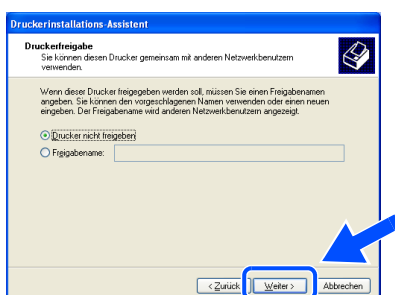 Druckerinstallations-Assistent
Druckerfreigabe
Sie können diesen Drucker gemeinsam mit anderen Netzwerkbenutzern
verwenden.
Wenn dieser Drucker freigegeben werden soll, müssen Sie einen Freigabenamen
angeben. Sie können den vorgeschlagenen Namen verwenden oder einen neuen
eingeben. Der Freigabename wird anderen Netzwerkbenutzern angezeigt.
Drucker nicht freigeben
Freigabename:
< Zurück Weiter > Abbrechen